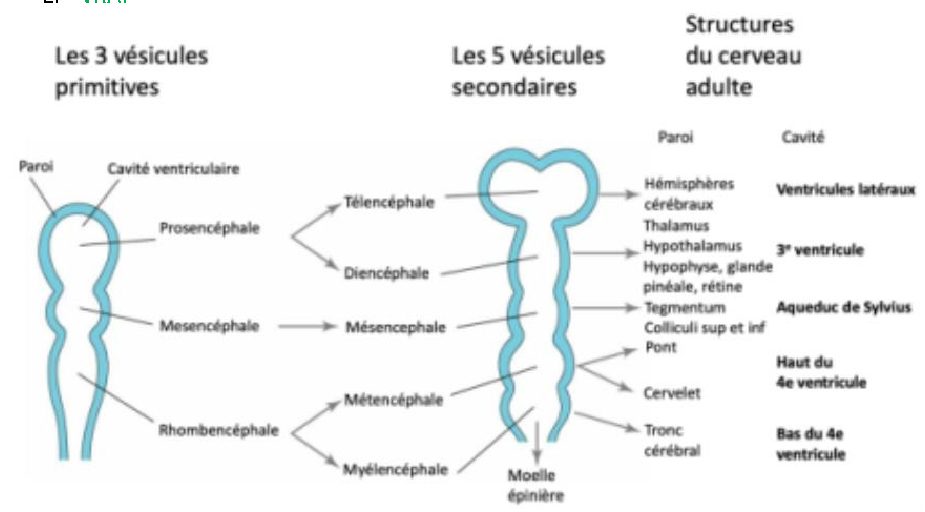 Structures
Les 3 vésicules
primitives
Les 5 vésicules
secondaires
du cerveau
adulte
Paroi
Cavité
Paroi
Cavité ventriculaire
Prosencéphale
Mesencéphale
Rhombencéphale
Télencéphale
Diencéphale
Mésencephale
Métencéphale
Myélencéphale
Moelle
épinière
Hémisphères
cérébraux
Ventricules latéraux
Thalamus
Hypothalamus
Hypophyse, glande
pinéale, rétine
3e ventricule
Tegmentum
Colliculi sup et inf
Aqueduc de Sylvius
Pont
Cervelet
Haut du
4e ventricule
Tronc
cérébral
Bas du 4e
ventricule